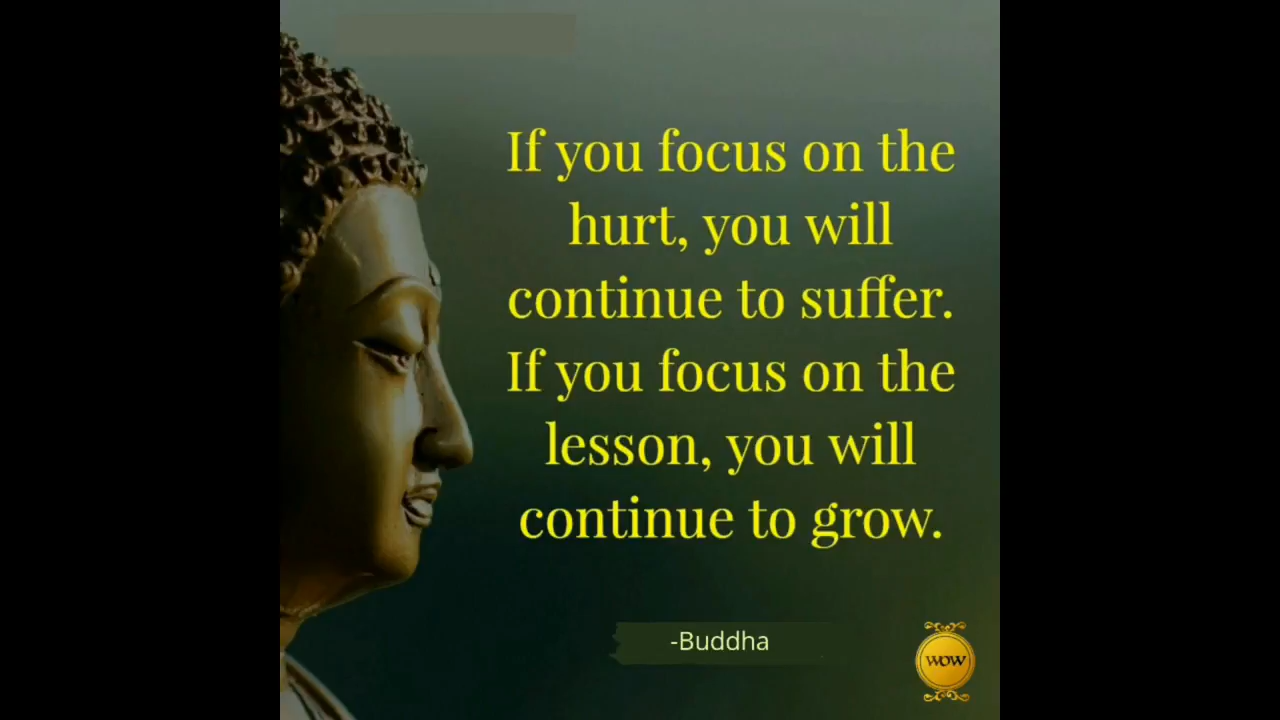 If you focus on the
hurt, you will
continue to suffer.
If you focus on the
lesson, you will
continue to grow.
-Buddha
WOW